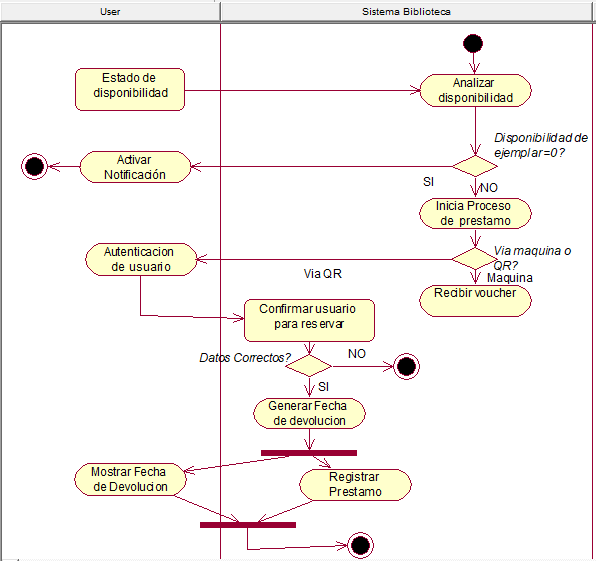 User
Sistema Biblioteca
Estado de
disponibilidad
Analizar
disponibilidad
Disponibilidad de
ejemplar=0?
Activar
Notificación
SI
NO
Inicia Proceso
de prestamo
Autenticacion
de usuario
Via maquina o
QR?
Via QR
Maquina
Recibir voucher
Confirmar usuario
para reservar
Datos Correctos?
NO
SI
Generar Fecha
de devolucion
Mostrar Fecha
de Devolucion
Registrar
Prestamo